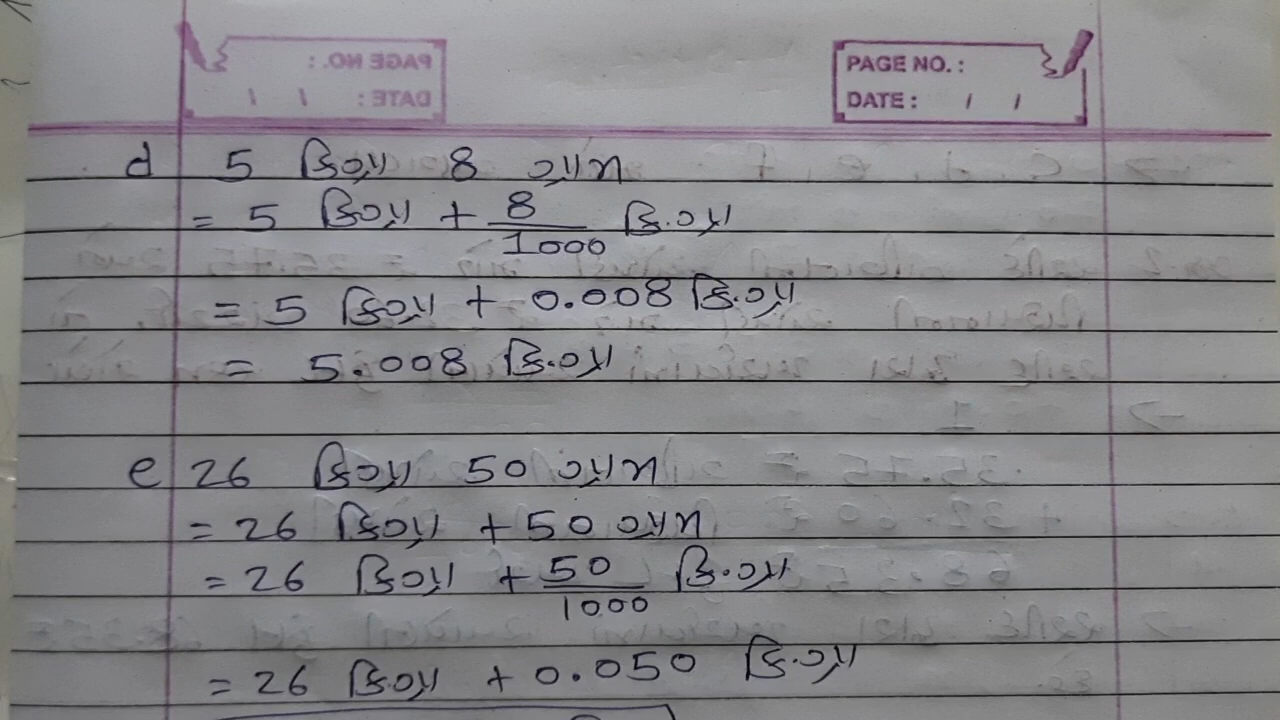 PAGE NO. :
DATE : / /
d 5 કિગ્રા 8 ગ્રામ
= 5 કિગ્રા + 8/1000 કિ.ગ્રા
= 5 કિગ્રા + 0.008 કિ.ગ્રા
= 5.008 કિ.ગ્રા
e 26 કિગ્રા 50 ગ્રામ
= 26 કિગ્રા + 50 ગ્રામ
= 26 કિગ્રા + 50/1000 કિ.ગ્રા
= 26 કિગ્રા + 0.050 કિ.ગ્રા